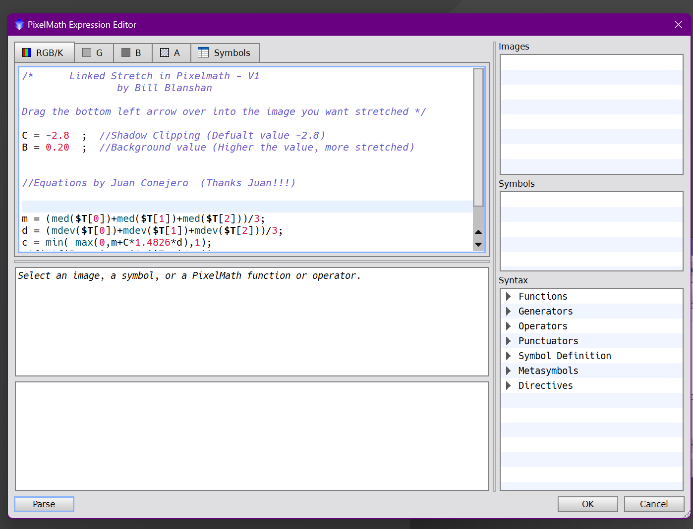 PixelMath Expression Editor
RGB/K G B A Symbols
/* Linked Stretch in Pixelmath - V1
by Bill Blanshan
Drag the bottom left arrow over into the image you want stretched */
C = -2.8 ; //Shadow Clipping (Defualt value -2.8)
B = 0.20 ; //Background value (Higher the value, more stretched)
//Equations by Juan Conejero (Thanks Juan!!!)
m = (med($T[0])+med($T[1])+med($T[2]))/3;
d = (mdev($T[0])+mdev($T[1])+mdev($T[2]))/3;
c = min( max(0,m+C*1.4826*d),1);
Select an image, a symbol, or a PixelMath function or operator.
Parse
Images
Symbols
Syntax
Functions
Generators
Operators
Punctuators
Symbol Definition
Metasymbols
Directives
OK Cancel